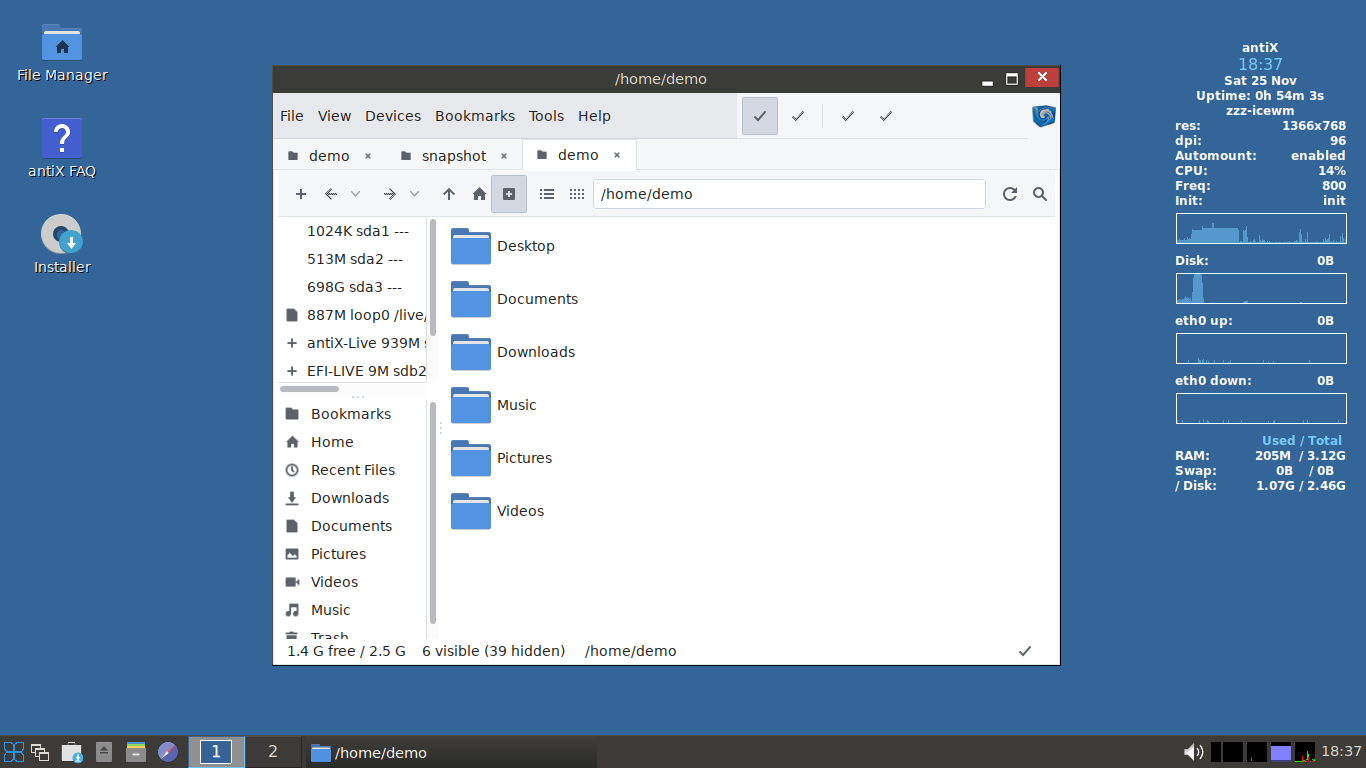 File Manager
?
antiX FAQ
Installer
/home/demo
File View Devices Bookmarks Tools Help
demo snapshot demo
/home/demo
1024K sda1 ---
513M sda2 ---
698G sda3 ---
887M loop0 /live/
antiX-Live 939M
EFI-LIVE 9M sdb2
Bookmarks
Home
Recent Files
Downloads
Documents
Pictures
Videos
Music
Trash
Desktop
Documents
Downloads
Music
Pictures
Videos
1.4 G free / 2.5 G 6 visible (39 hidden) /home/demo
antiX
18:37
Sat 25 Nov
Uptime: 0h 54m 3s
zzz-icewm
res: 1366x768
dpi: 96
Automount: enabled
CPU: 14%
Freq: 800
Init: init
Disk: 0B
eth0 up: 0B
eth0 down: 0B
Used / Total
RAM: 205M / 3.12G
Swap: 0B / 0B
/ Disk: 1.07G / 2.46G
1 2 /home/demo 18:37